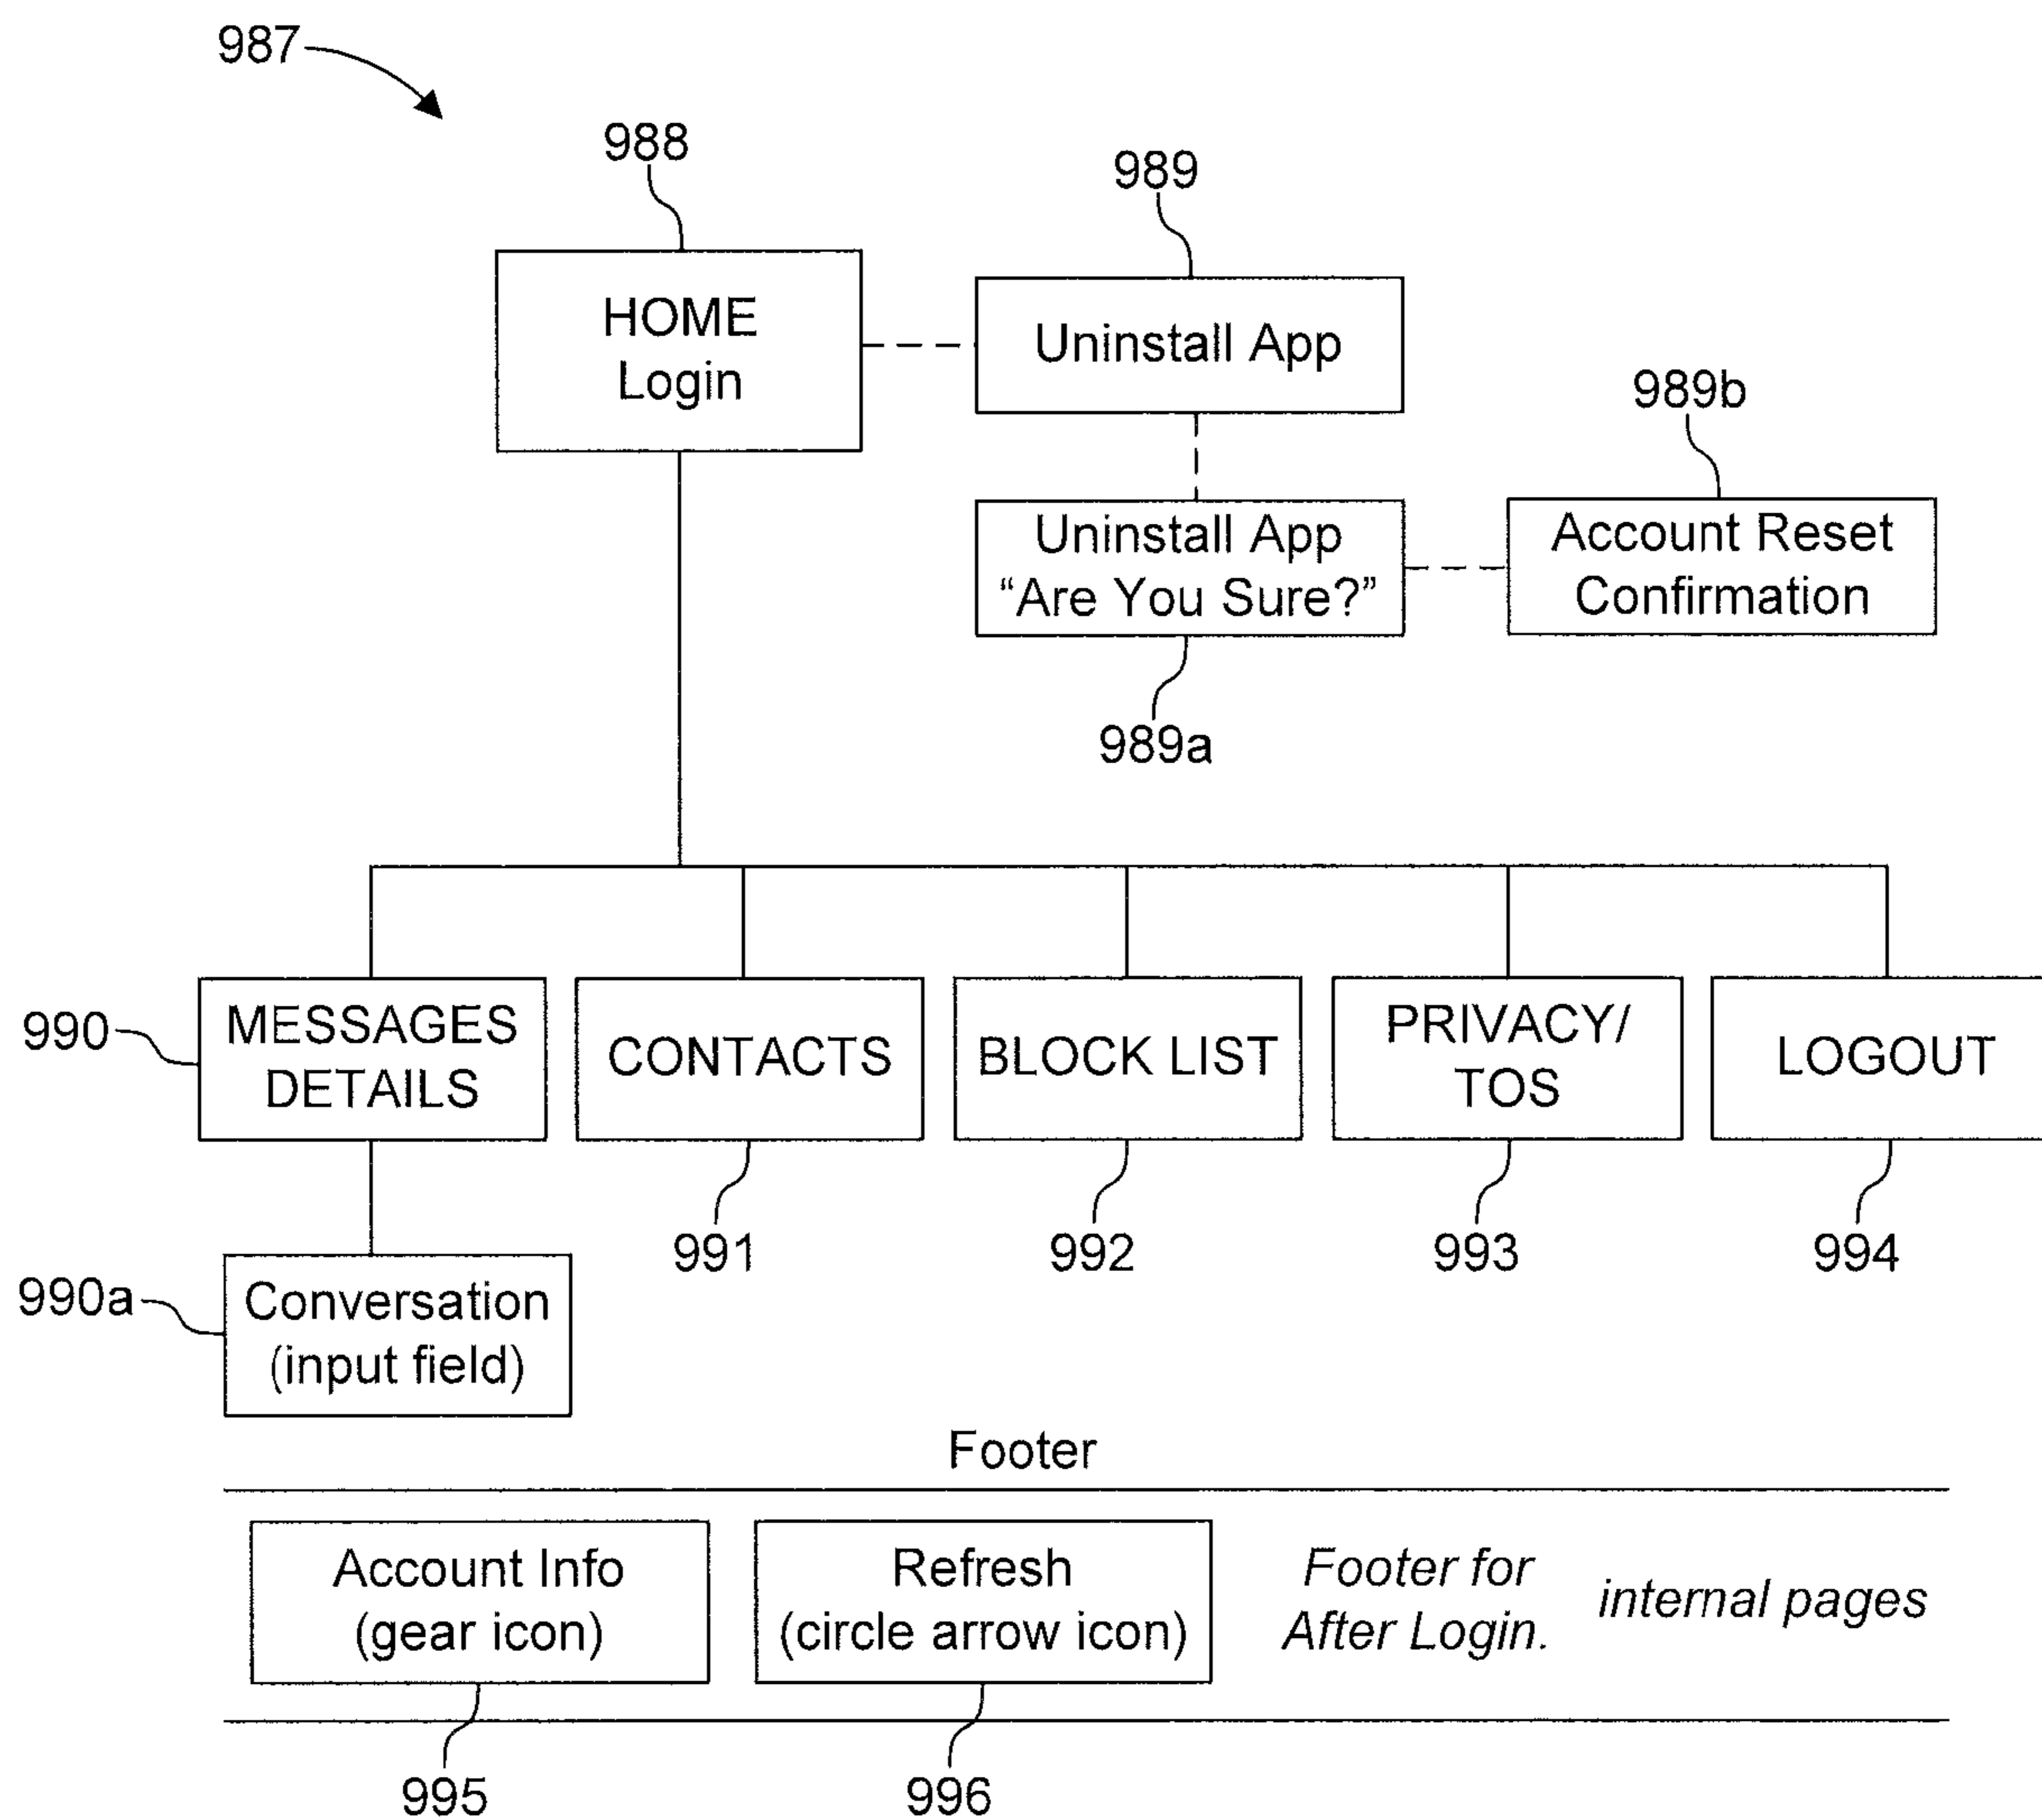 987
988
989
HOME
Login
Uninstall App
989b
Uninstall App
“Are You Sure?”
Account Reset
Confirmation
989a
990
MESSAGES
DETAILS
CONTACTS
BLOCK LIST
PRIVACY/
TOS
LOGOUT
991
992
993
994
990a
Conversation
(input field)
Footer
Account Info
(gear icon)
Refresh
(circle arrow icon)
Footer for
After Login.
internal pages
995
996